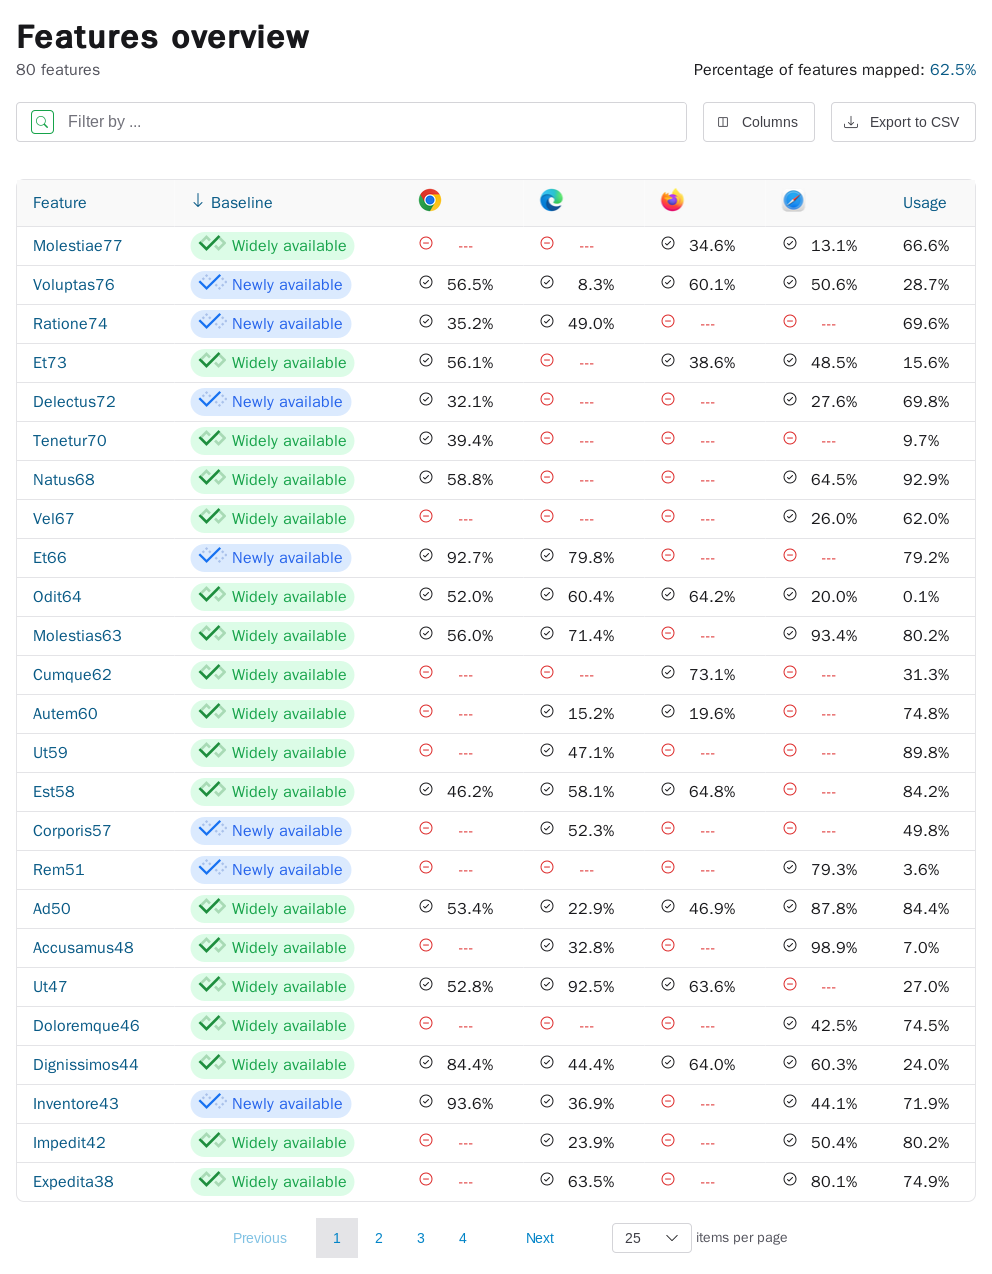 Features overview
80 features
Percentage of features mapped: 62.5%
Filter by ...
Columns
Export to CSV
Feature Baseline Usage
Molestiae77 Widely available --- --- 34.6% 13.1% 66.6%
Voluptas76 Newly available 56.5% 8.3% 60.1% 50.6% 28.7%
Ratione74 Newly available 35.2% 49.0% --- --- 69.6%
Et73 Widely available 56.1% --- 38.6% 48.5% 15.6%
Delectus72 Newly available 32.1% --- --- 27.6% 69.8%
Tenetur70 Widely available 39.4% --- --- --- 9.7%
Natus68 Widely available 58.8% --- --- 64.5% 92.9%
Vel67 Widely available --- --- --- 26.0% 62.0%
Et66 Newly available 92.7% 79.8% --- --- 79.2%
Odit64 Widely available 52.0% 60.4% 64.2% 20.0% 0.1%
Molestias63 Widely available 56.0% 71.4% --- 93.4% 80.2%
Cumque62 Widely available --- --- 73.1% --- 31.3%
Autem60 Widely available --- 15.2% 19.6% --- 74.8%
Ut59 Widely available --- 47.1% --- --- 89.8%
Est58 Widely available 46.2% 58.1% 64.8% --- 84.2%
Corporis57 Newly available --- 52.3% --- --- 49.8%
Rem51 Newly available --- --- --- 79.3% 3.6%
Ad50 Widely available 53.4% 22.9% 46.9% 87.8% 84.4%
Accusamus48 Widely available --- 32.8% --- 98.9% 7.0%
Ut47 Widely available 52.8% 92.5% 63.6% --- 27.0%
Doloremque46 Widely available --- --- --- 42.5% 74.5%
Dignissimos44 Widely available 84.4% 44.4% 64.0% 60.3% 24.0%
Inventore43 Newly available 93.6% 36.9% --- 44.1% 71.9%
Impedit42 Widely available --- 23.9% --- 50.4% 80.2%
Expedita38 Widely available --- 63.5% --- 80.1% 74.9%
Previous 1 2 3 4 Next 25 items per page